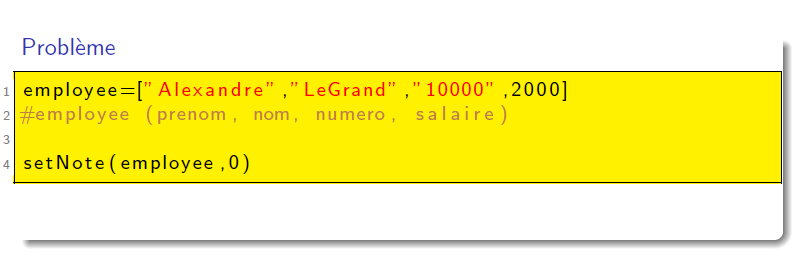 Problème
1 employee=["Alexandre","LeGrand","10000",2000]
2 #employee (prenom, nom, numero, salaire)
3
4 setNote(employee,0)